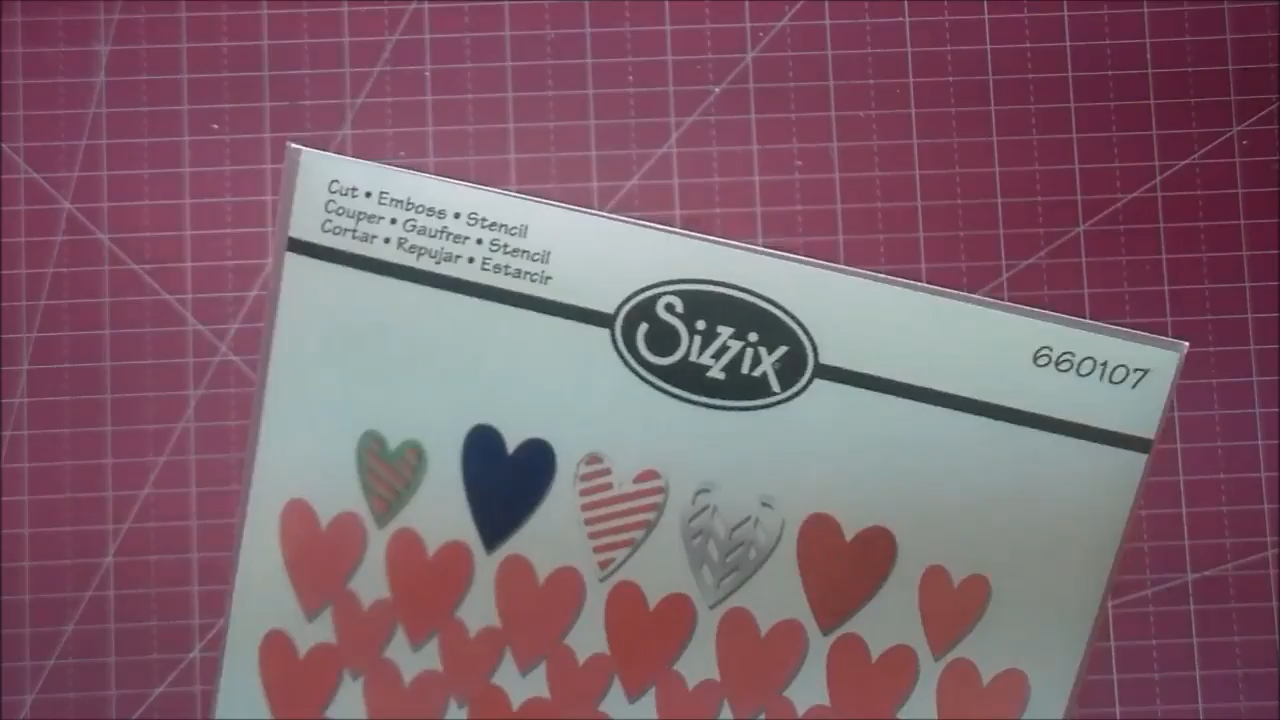 Cut • Emboss • Stencil
Couper • Gaufrer • Stencil
Cortar • Repujar • Estarcir
Sizzix
660107